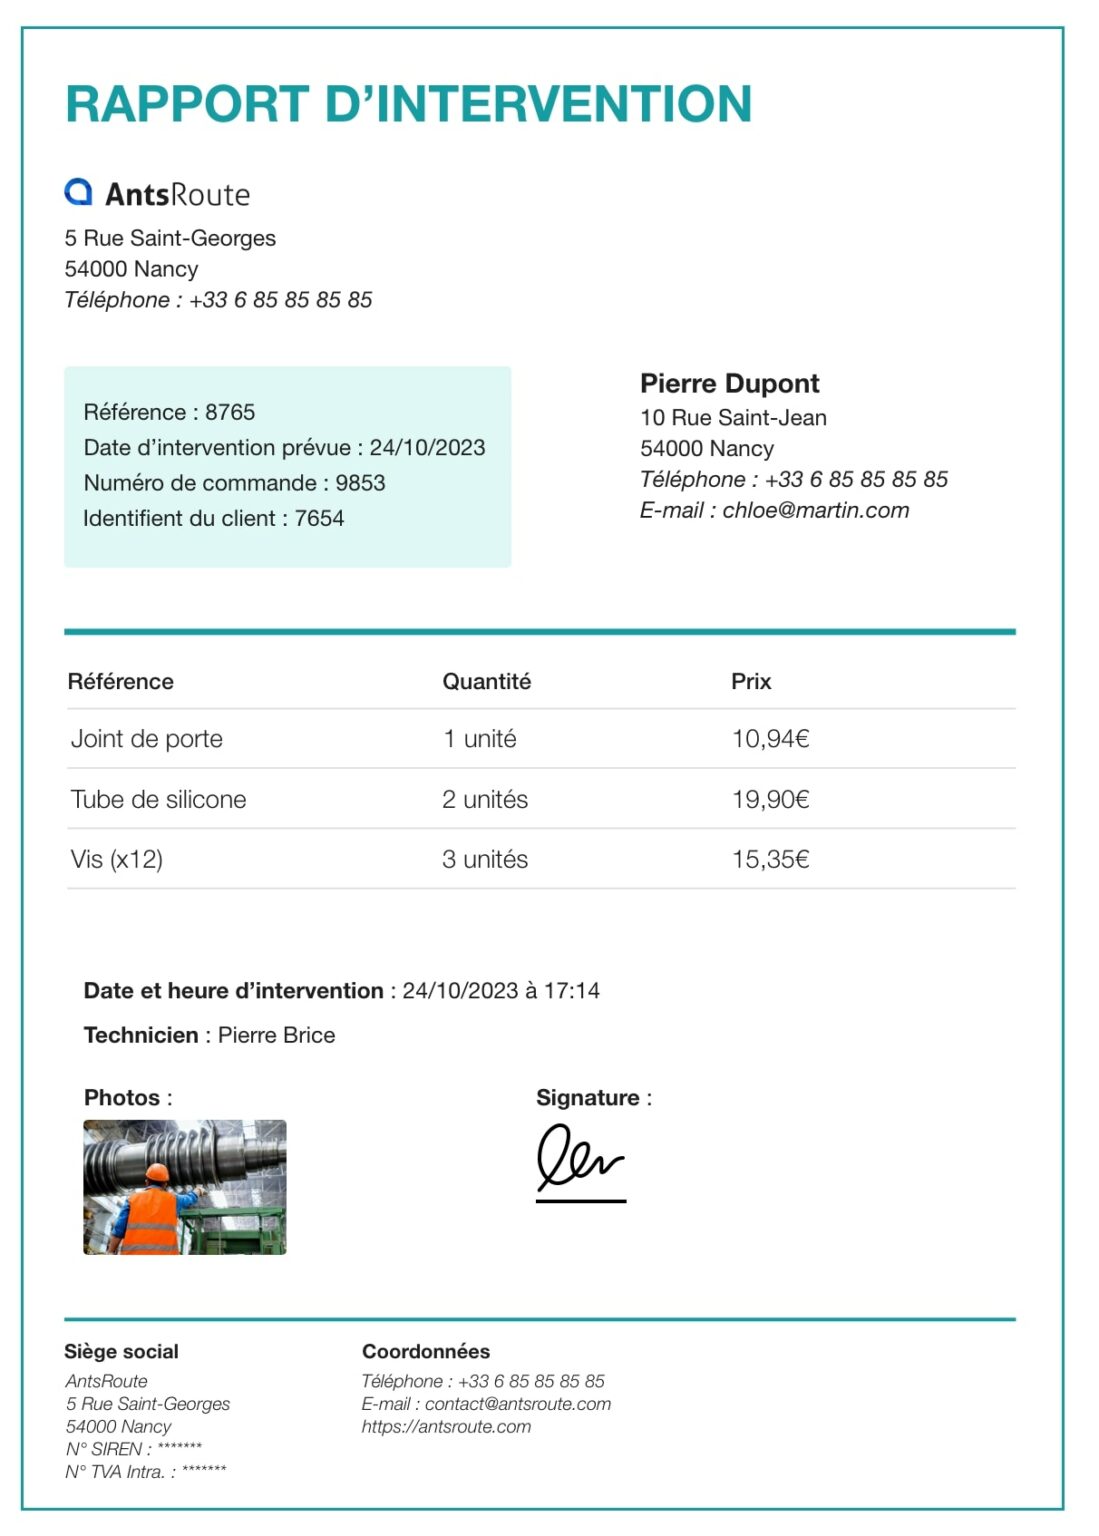 RAPPORT D’INTERVENTION
AntsRoute
5 Rue Saint-Georges
54000 Nancy
Téléphone : +33 6 85 85 85 85
Référence : 8765
Date d’intervention prévue : 24/10/2023
Numéro de commande : 9853
Identifient du client : 7654
Pierre Dupont
10 Rue Saint-Jean
54000 Nancy
Téléphone : +33 6 85 85 85 85
E-mail : chloe@martin.com
Référence Quantité Prix
Joint de porte 1 unité 10,94€
Tube de silicone 2 unités 19,90€
Vis (x12) 3 unités 15,35€
Date et heure d’intervention : 24/10/2023 à 17:14
Technicien : Pierre Brice
Photos :
Signature :
Siège social
AntsRoute
5 Rue Saint-Georges
54000 Nancy
N° SIREN : *******
N° TVA Intra. : *******
Coordonnées
Téléphone : +33 6 85 85 85 85
E-mail : contact@antsroute.com
https://antsroute.com